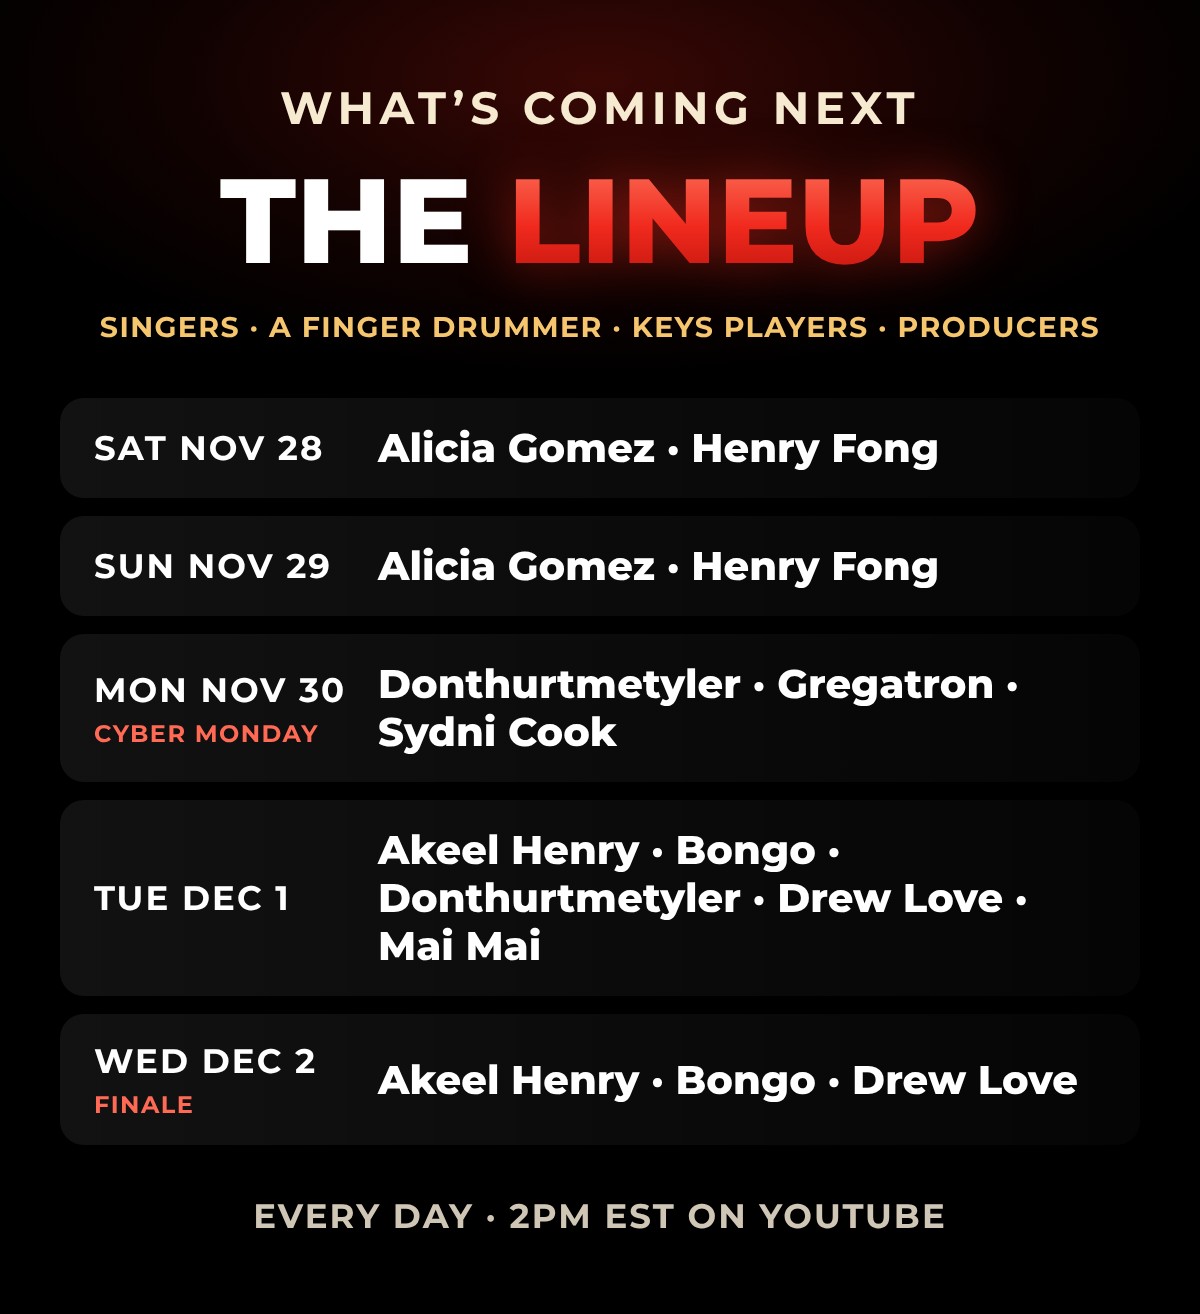 WHAT’S COMING NEXT
THE LINEUP
SINGERS · A FINGER DRUMMER · KEYS PLAYERS · PRODUCERS
SAT NOV 28
Alicia Gomez · Henry Fong
SUN NOV 29
Alicia Gomez · Henry Fong
MON NOV 30
CYBER MONDAY
Donthurtmetyler · Gregatron ·
Sydni Cook
TUE DEC 1
Akeel Henry · Bongo ·
Donthurtmetyler · Drew Love ·
Mai Mai
WED DEC 2
FINALE
Akeel Henry · Bongo · Drew Love
EVERY DAY · 2PM EST ON YOUTUBE